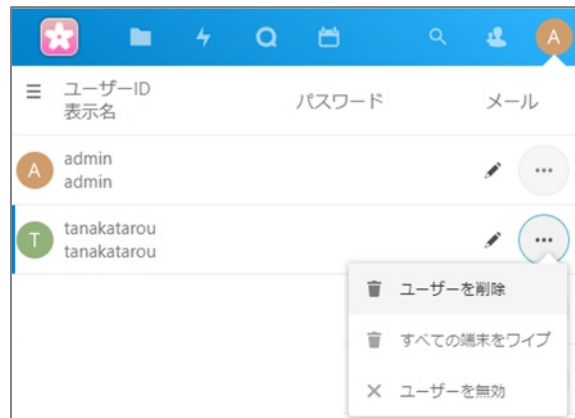 A
ユーザーID
表示名
パスワード
メール
A
admin
admin
T
tanakatarou
tanakatarou
ユーザーを削除
すべての端末をワイプ
ユーザーを無効